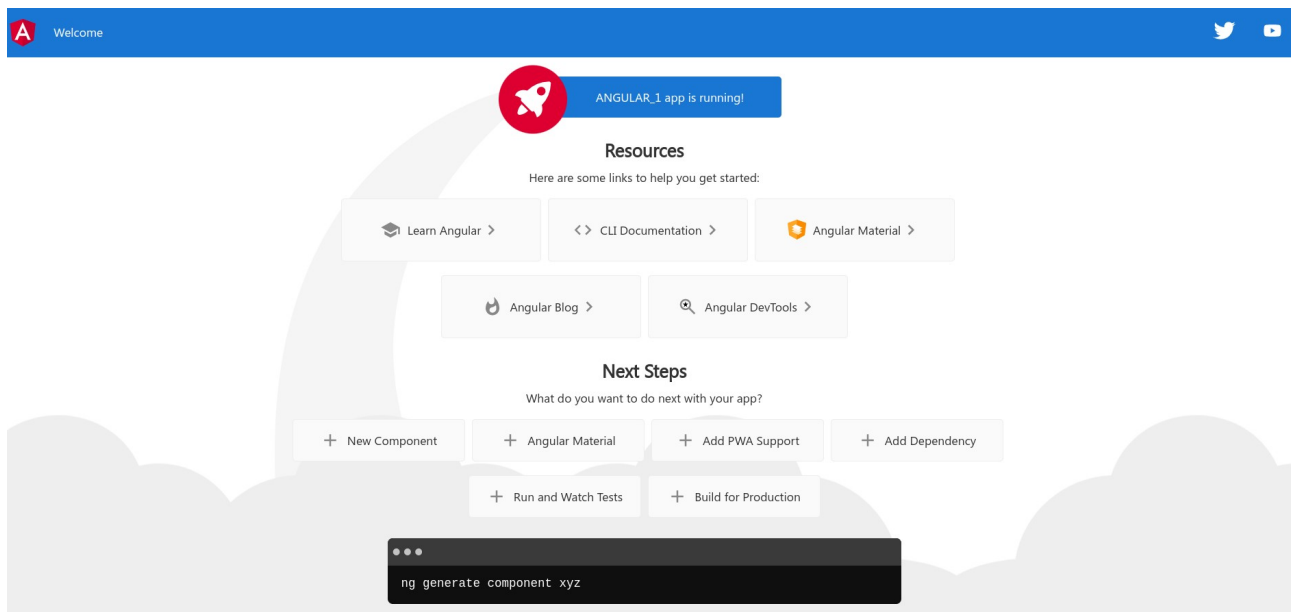 Welcome
ANGULAR_1 app is running!
Resources
Here are some links to help you get started:
Learn Angular
CLI Documentation
Angular Material
Angular Blog
Angular DevTools
Next Steps
What do you want to do next with your app?
New Component
Angular Material
Add PWA Support
Add Dependency
Run and Watch Tests
Build for Production
ng generate component xyz